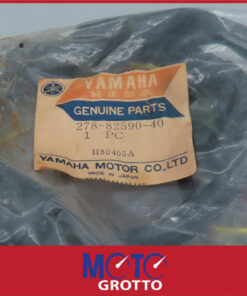 YAMAHA
GENUINE PARTS
278-82590-40
1 PC
H80405A
YAMAHA MOTOR CO., LTD
MADE IN JAPAN
MOTO
GROTTO